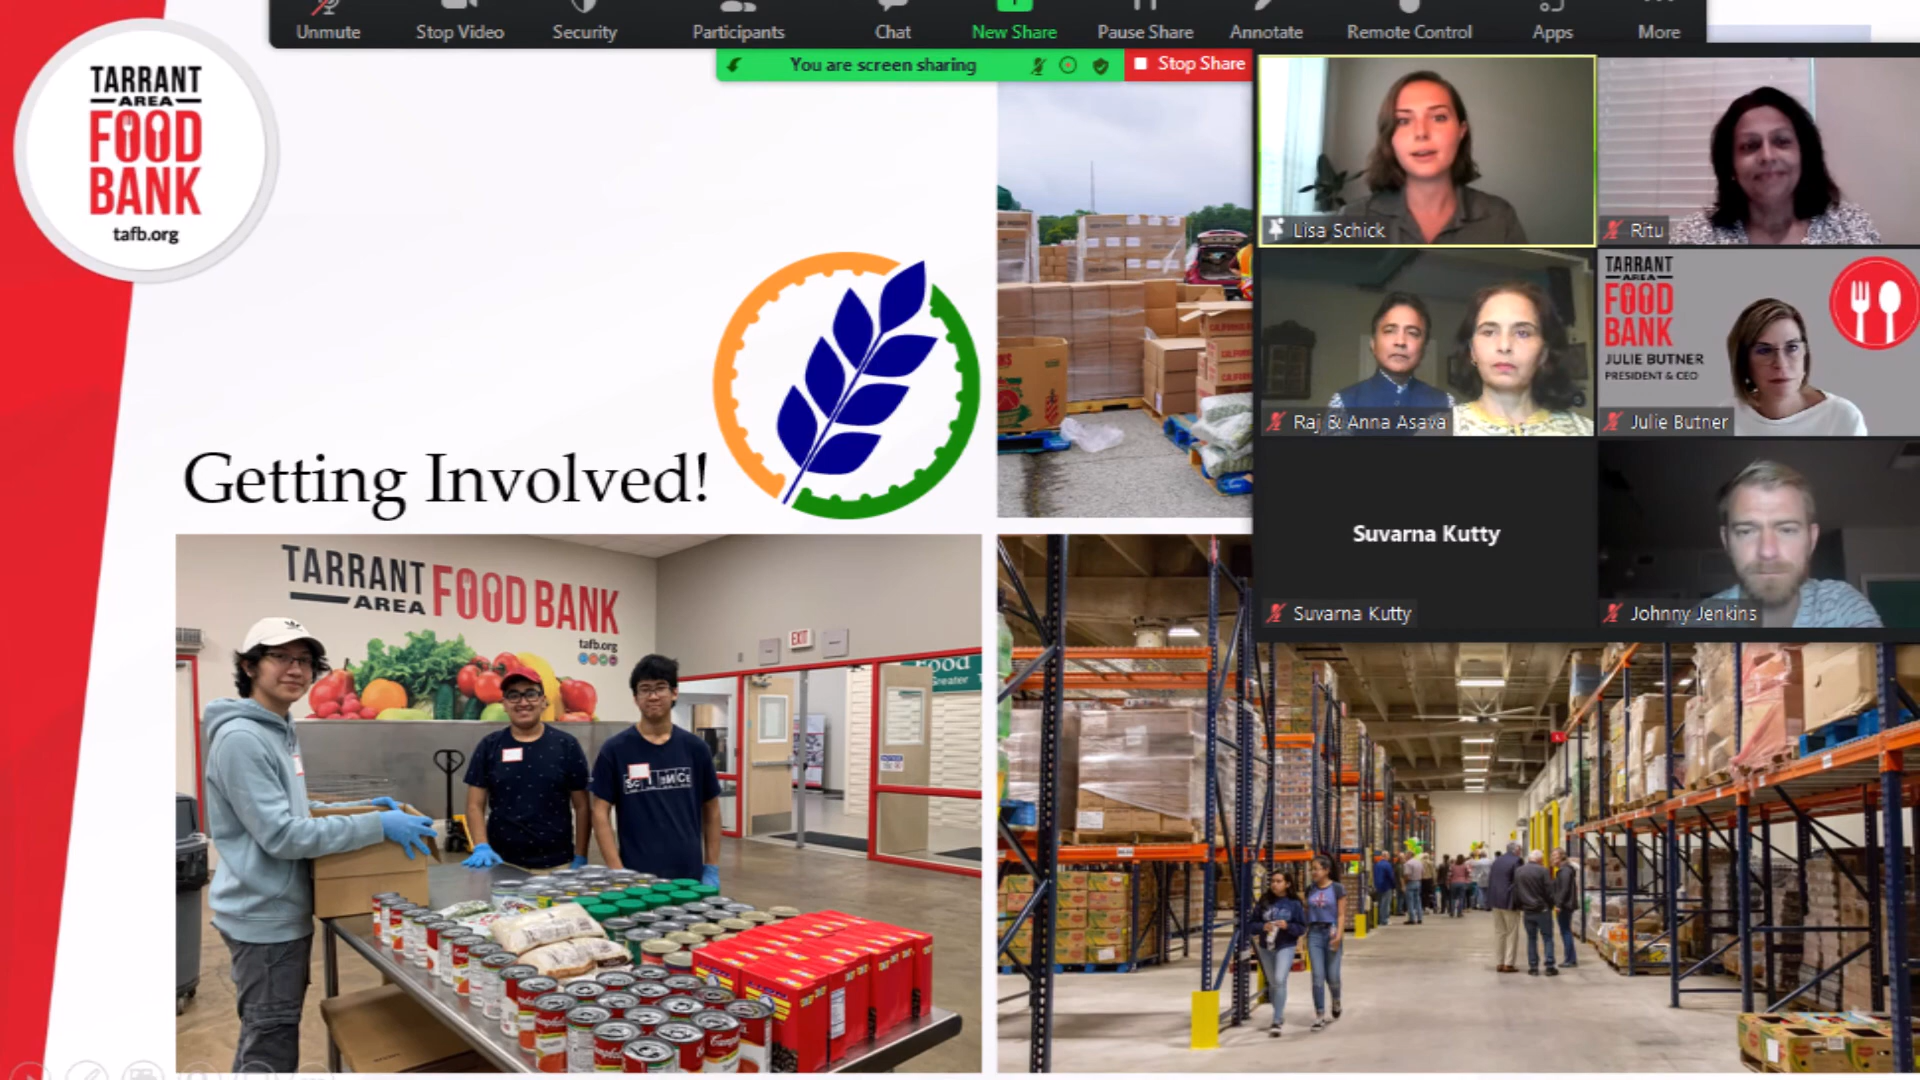 Unmute
Stop Video
Security
Participants
Chat
New Share
Pause Share
Annotate
Remote Control
Apps
More
You are screen sharing
Stop Share
TARRANT
AREA
FOOD
BANK
tafb.org
Getting Involved!
Lisa Schick
Ritu
Raj & Anna Asava
TARRANT
AREA
FOOD
BANK
JULIE BUTNER
PRESIDENT & CEO
Julie Butner
Suvarna Kutty
Suvarna Kutty
Johnny Jenkins
TARRANT
AREA
FOOD BANK
tafb.org
EXIT
Food
Greater
Campbell's